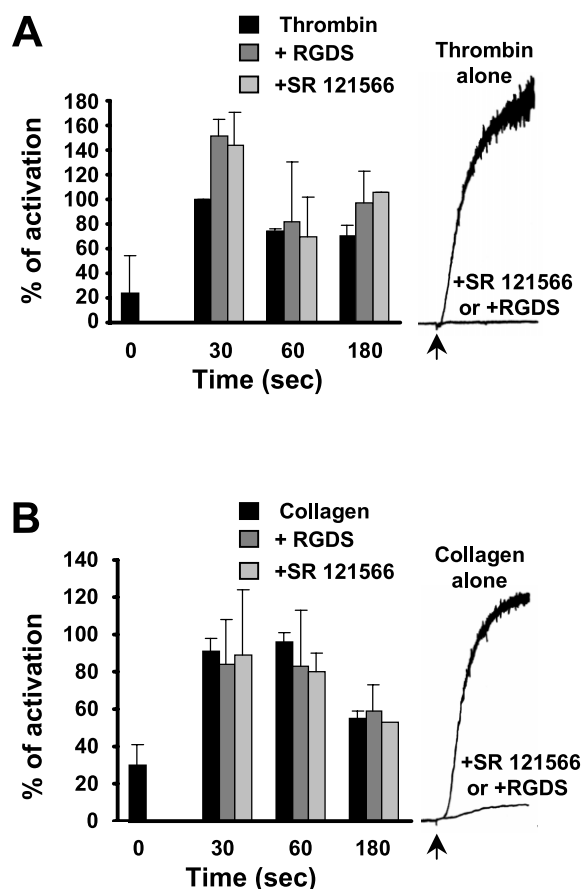 A
Thrombin
+ RGDS
+SR 121566
Thrombin
alone
% of activation
180
160
140
120
100
80
60
40
20
0
0 30 60 180
Time (sec)
+SR 121566
or +RGDS
B
Collagen
+ RGDS
+SR 121566
Collagen
alone
% of activation
140
120
100
80
60
40
20
0
0 30 60 180
Time (sec)
+SR 121566
or +RGDS